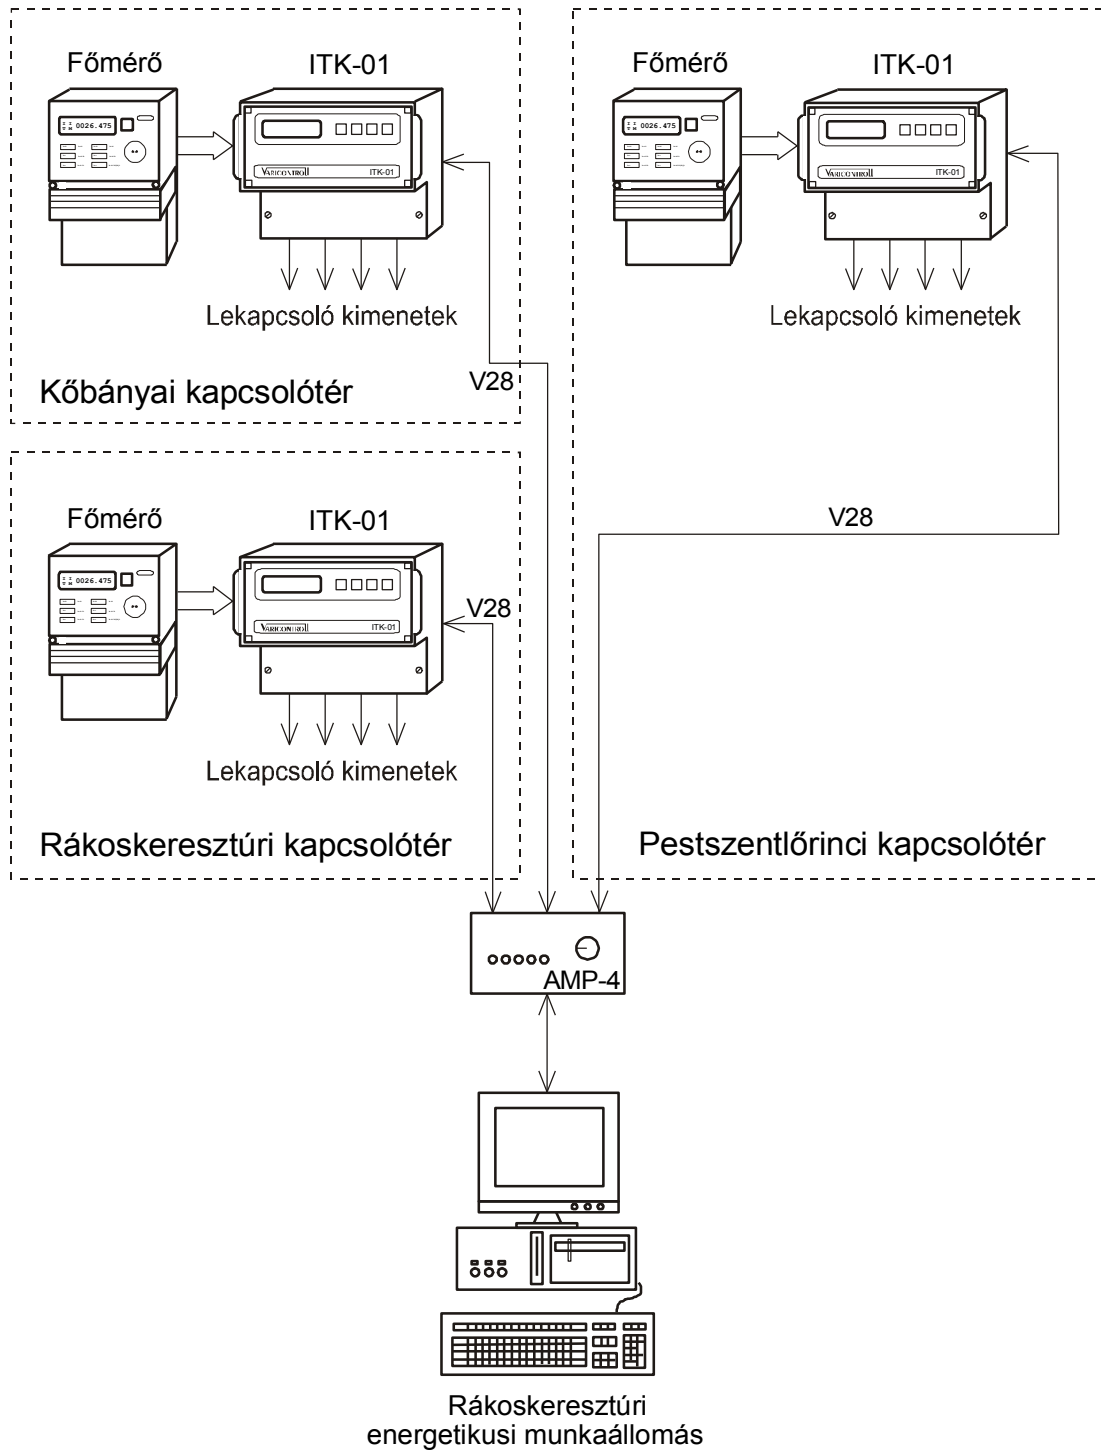 Főmérő
ITK-01
0026.475
VARICONTROLL
ITK-01
Lekapcsoló kimenetek
V28
Kőbányai kapcsolótér
Főmérő
ITK-01
0026.475
VARICONTROLL
ITK-01
Lekapcsoló kimenetek
V28
Pestszentlőrinci kapcsolótér
Főmérő
ITK-01
0026.475
VARICONTROLL
ITK-01
V28
Lekapcsoló kimenetek
Rákoskeresztúri kapcsolótér
AMP-4
Rákoskeresztúri
energetikusi munkaállomás